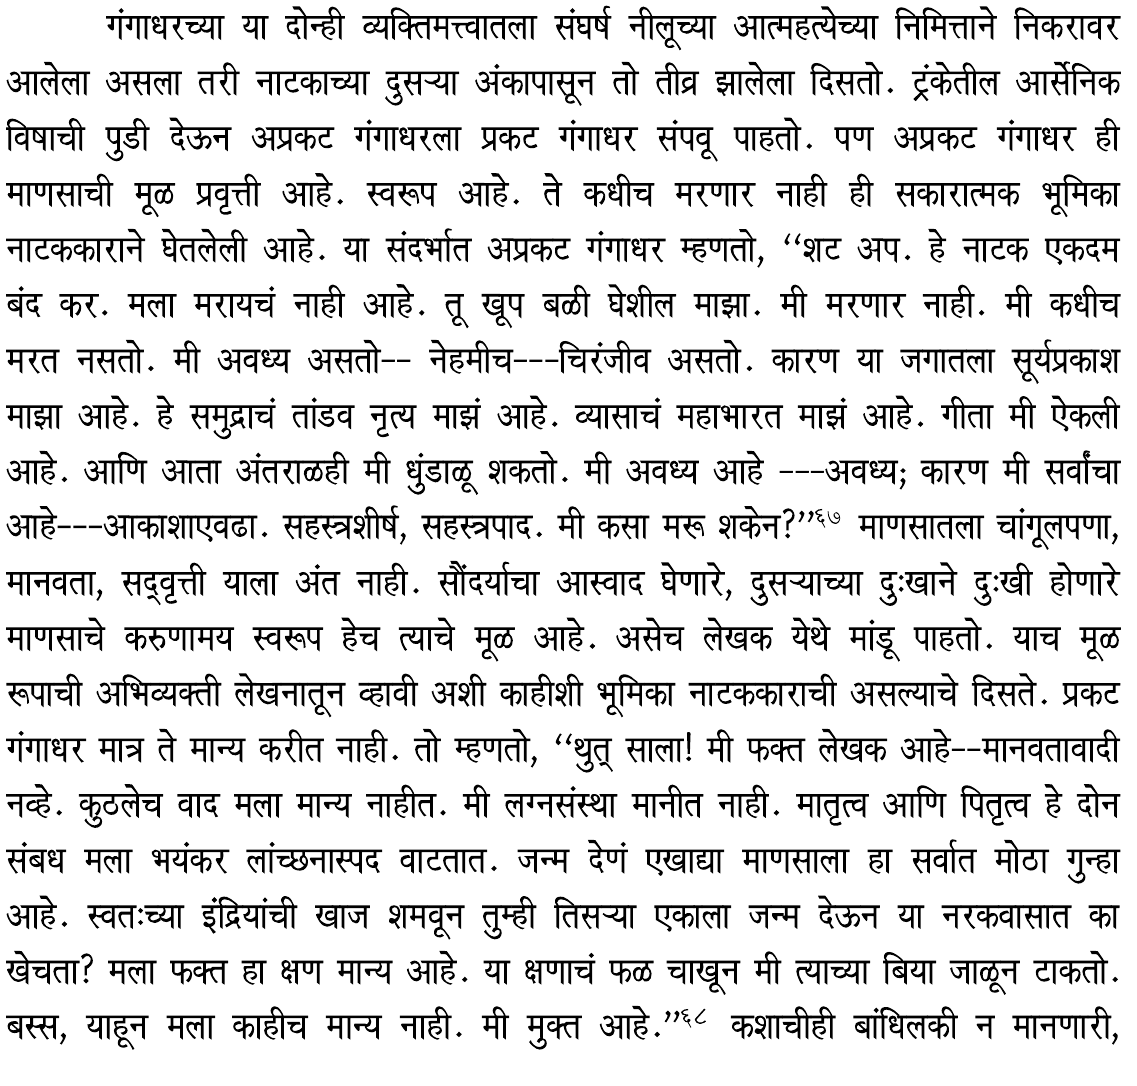 गंगाधरच्या या दोन्ही व्यक्तिमत्त्वातला संघर्ष नीलूच्या आत्महत्येच्या निमित्ताने निकरावर
आलेला असला तरी नाटकाच्या दुसऱ्या अंकापासून तो तीव्र झालेला दिसतो. ट्रंकेतील आर्सेनिक
विषाची पुडी देऊन अप्रकट गंगाधरला प्रकट गंगाधर संपवू पाहतो. पण अप्रकट गंगाधर ही
माणसाची मूळ प्रवृत्ती आहे. स्वरूप आहे. ते कधीच मरणार नाही ही सकारात्मक भूमिका
नाटककाराने घेतलेली आहे. या संदर्भात अप्रकट गंगाधर म्हणतो, ‘‘शट अप. हे नाटक एकदम
बंद कर. मला मरायचं नाही आहे. तू खूप बळी घेशील माझा. मी मरणार नाही. मी कधीच
मरत नसतो. मी अवध्य असतो-- नेहमीच---चिरंजीव असतो. कारण या जगातला सूर्यप्रकाश
माझा आहे. हे समुद्राचं तांडव नृत्य माझं आहे. व्यासाचं महाभारत माझं आहे. गीता मी ऐकली
आहे. आणि आता अंतराळही मी धुंडाळू शकतो. मी अवध्य आहे ---अवध्य; कारण मी सर्वांचा
आहे---आकाशाएवढा. सहस्त्रशीर्ष, सहस्त्रपाद. मी कसा मरू शकेन?’’६७ माणसातला चांगूलपणा,
मानवता, सद्‌वृत्ती याला अंत नाही. सौंदर्याचा आस्वाद घेणारे, दुसऱ्याच्या दुःखाने दुःखी होणारे
माणसाचे करुणामय स्वरूप हेच त्याचे मूळ आहे. असेच लेखक येथे मांडू पाहतो. याच मूळ
रूपाची अभिव्यक्ती लेखनातून व्हावी अशी काहीशी भूमिका नाटककाराची असल्याचे दिसते. प्रकट
गंगाधर मात्र ते मान्य करीत नाही. तो म्हणतो, ‘‘थुत् साला! मी फक्त लेखक आहे--मानवतावादी
नव्हे. कुठलेच वाद मला मान्य नाहीत. मी लग्नसंस्था मानीत नाही. मातृत्व आणि पितृत्व हे दोन
संबध मला भयंकर लांच्छनास्पद वाटतात. जन्म देणं एखाद्या माणसाला हा सर्वात मोठा गुन्हा
आहे. स्वतःच्या इंद्रियांची खाज शमवून तुम्ही तिसऱ्या एकाला जन्म देऊन या नरकवासात का
खेचता? मला फक्त हा क्षण मान्य आहे. या क्षणाचं फळ चाखून मी त्याच्या बिया जाळून टाकतो.
बस्स, याहून मला काहीच मान्य नाही. मी मुक्त आहे.’’६८ कशाचीही बांधिलकी न मानणारी,